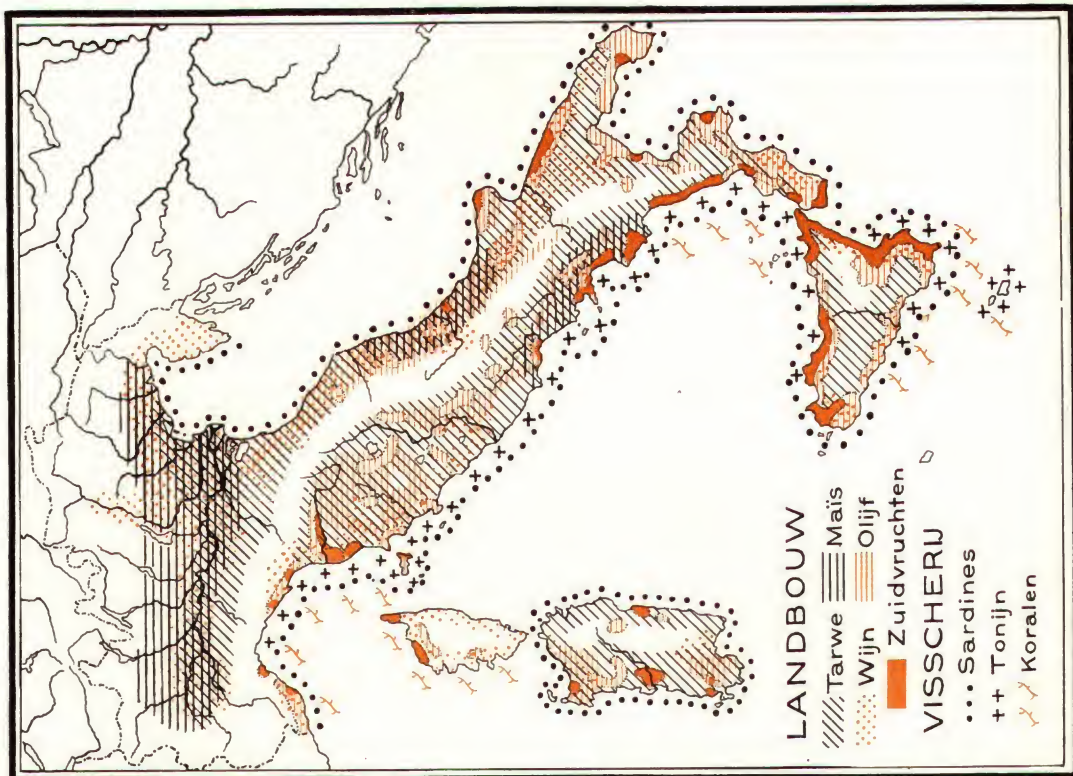 LANDBOUW
Tarwe Maïs
Wijn Olijf
Zuidvruchten
VISSCHERIJ
Sardines
Tonijn
Koralen